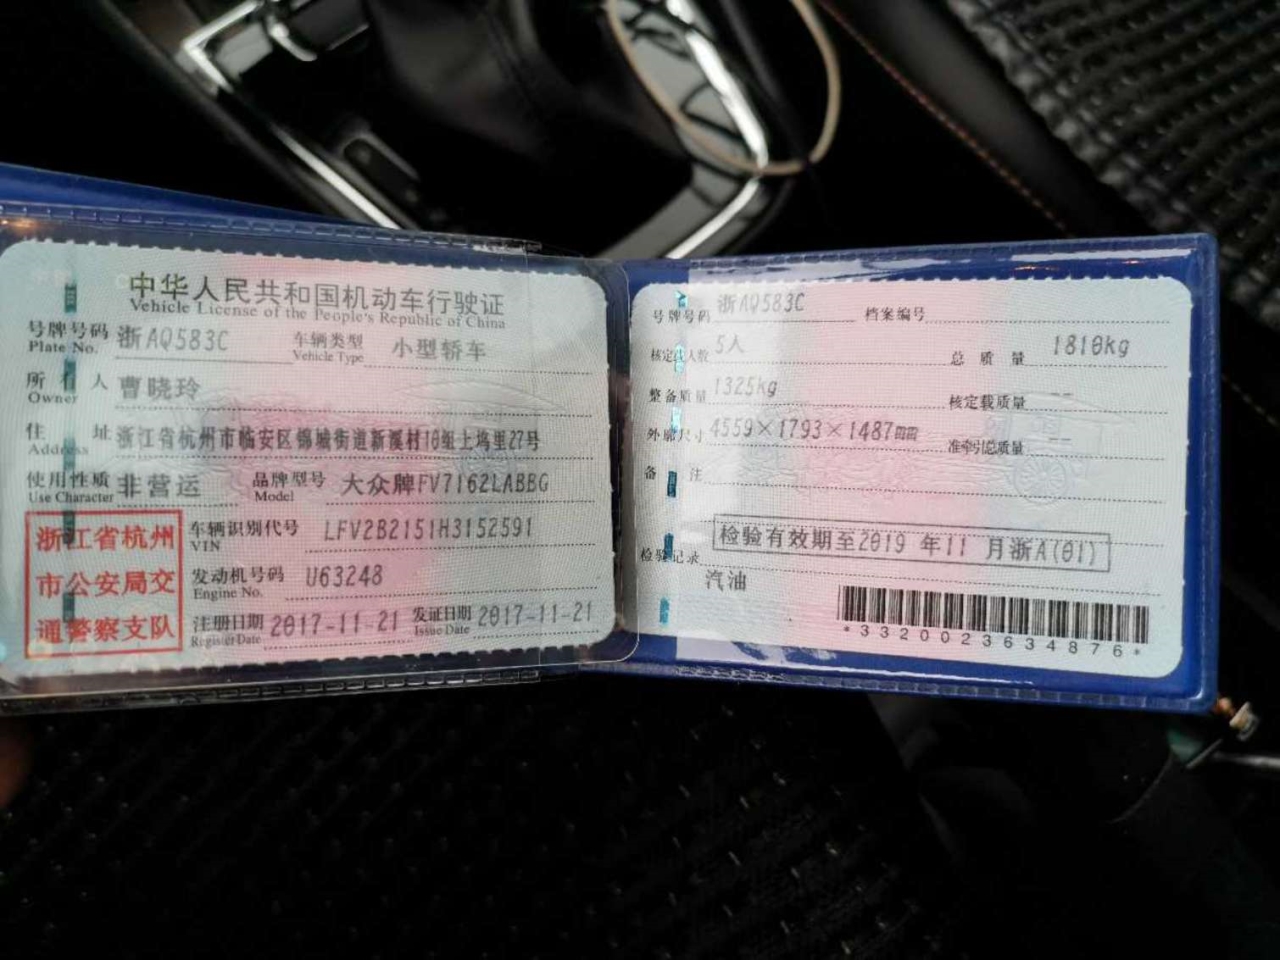 中华人民共和国机动车行驶证
Vehicle License of the People's Republic of China
号牌号码 浙AQ583C 车辆类型 小型轿车
Plate No. Vehicle Type
所有人 曹晓玲
Owner
住址 浙江省杭州市临安区锦城街道新溪村10组上坞里27号
Address
使用性质 非营运 品牌型号 大众牌FV7162LABBG
Use Character Model
浙江省杭州
市公安局交
通警察支队
车辆识别代号 LFV2B2151H3152591
VIN
发动机号码 U63248
Engine No.
注册日期 2017-11-21 发证日期 2017-11-21
Register Date Issue Date
号牌号码 浙AQ583C 档案编号
核定载人数 5人 总质量 1810kg
整备质量 1325kg 核定载质量 --
外廓尺寸 4559×1793×1487mm 准牵引总质量 --
备注
检验记录 检验有效期至2019 年11 月浙A(01)
汽油
*3320023634876*